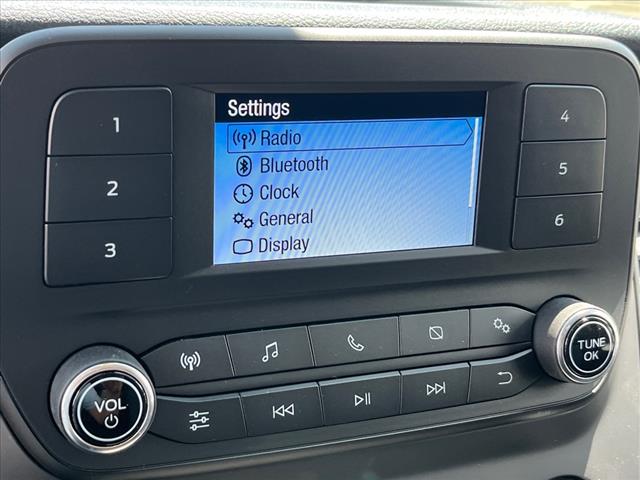 Settings
Radio
Bluetooth
Clock
General
Display
1
2
3
4
5
6
VOL
TUNE
OK